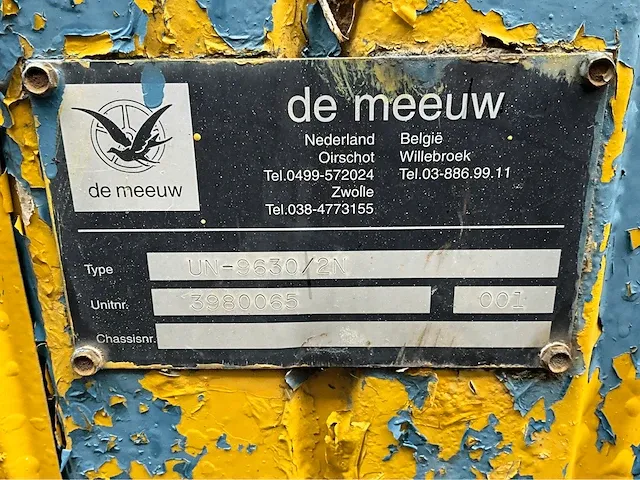 de meeuw
de meeuw
Nederland België
Oirschot Willebroek
Tel.0499-572024 Tel.03-886.99.11
Zwolle
Tel.038-4773155
Type UN-9630/2N
Unitnr. 3980065 001
Chassisnr.